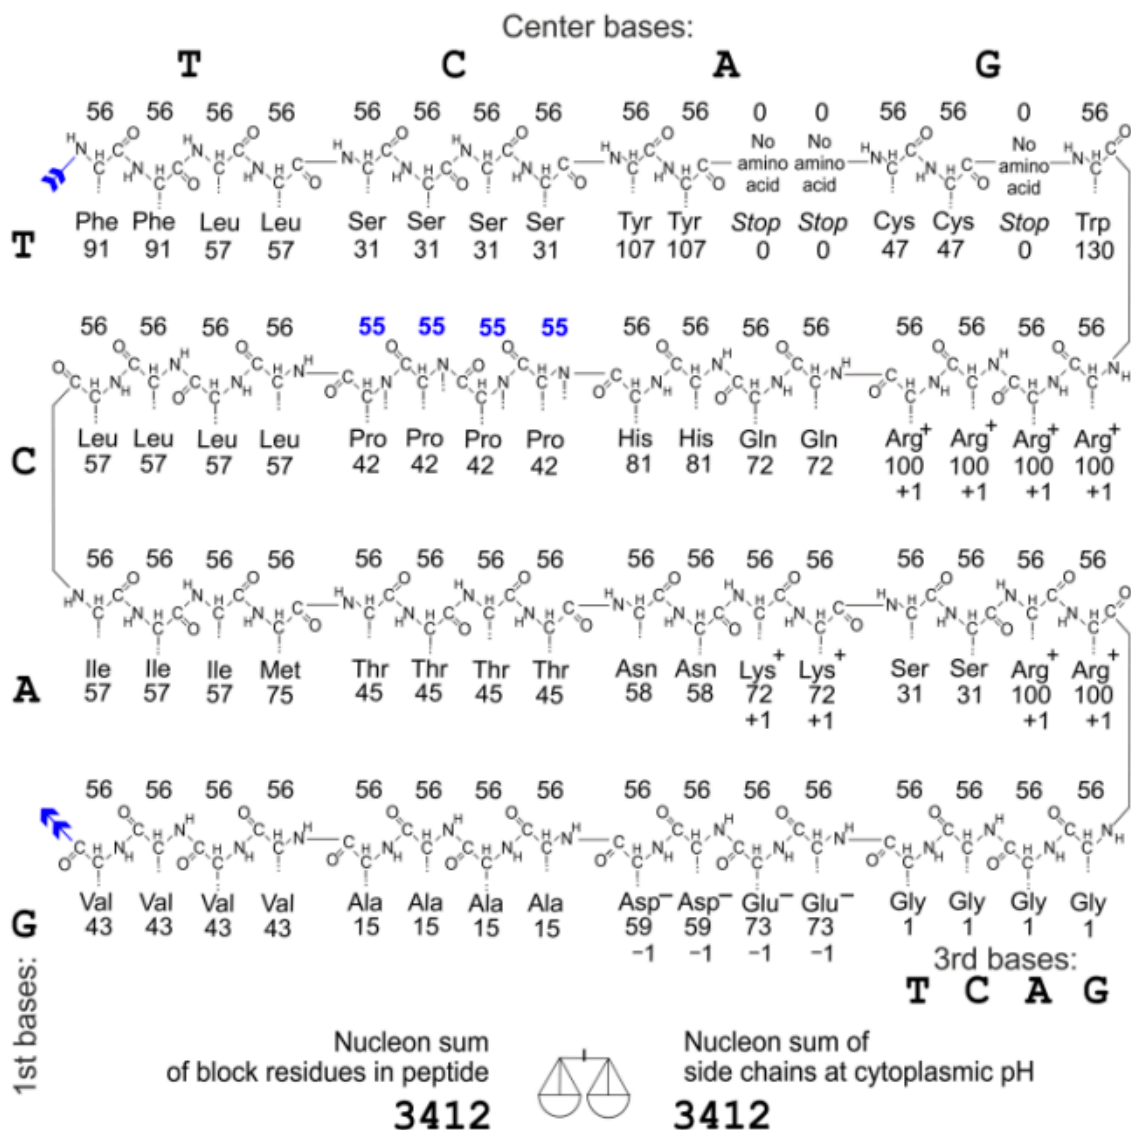 Center bases:
T C A G
56 56 56 56 56 56 56 56 56 56 0 0 56 56 0 56
No amino acid No amino acid No amino acid
Phe Phe Leu Leu Ser Ser Ser Ser Tyr Tyr Stop Stop Cys Cys Stop Trp
T 91 91 57 57 31 31 31 31 107 107 0 0 47 47 0 130
56 56 56 56 55 55 55 55 56 56 56 56 56 56 56 56
Leu Leu Leu Leu Pro Pro Pro Pro His His Gln Gln Arg+ Arg+ Arg+ Arg+
C 57 57 57 57 42 42 42 42 81 81 72 72 100 100 100 100
+1 +1 +1 +1
56 56 56 56 56 56 56 56 56 56 56 56 56 56 56 56
Ile Ile Ile Met Thr Thr Thr Thr Asn Asn Lys+ Lys+ Ser Ser Arg+ Arg+
A 57 57 57 75 45 45 45 45 58 58 72 72 31 31 100 100
+1 +1 +1 +1
56 56 56 56 56 56 56 56 56 56 56 56 56 56 56 56
Val Val Val Val Ala Ala Ala Ala Asp− Asp− Glu− Glu− Gly Gly Gly Gly
G 43 43 43 43 15 15 15 15 59 59 73 73 1 1 1 1
−1 −1 −1 −1
3rd bases:
T C A G
1st bases:
Nucleon sum
of block residues in peptide
3412
Nucleon sum of
side chains at cytoplasmic pH
3412